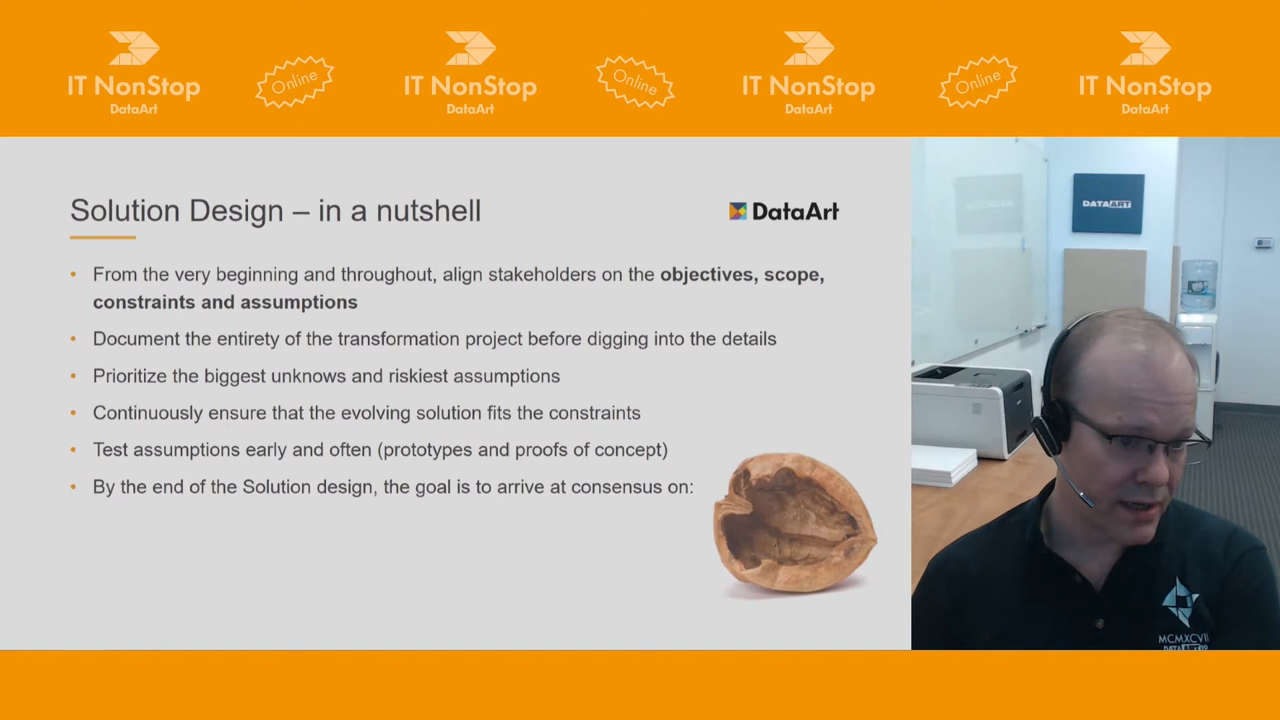 IT NonStop
DataArt
Online
IT NonStop
DataArt
Online
IT NonStop
DataArt
Online
IT NonStop
DataArt
Solution Design – in a nutshell
DataArt
• From the very beginning and throughout, align stakeholders on the objectives, scope,
constraints and assumptions
• Document the entirety of the transformation project before digging into the details
• Prioritize the biggest unknows and riskiest assumptions
• Continuously ensure that the evolving solution fits the constraints
• Test assumptions early and often (prototypes and proofs of concept)
• By the end of the Solution design, the goal is to arrive at consensus on:
DATAART